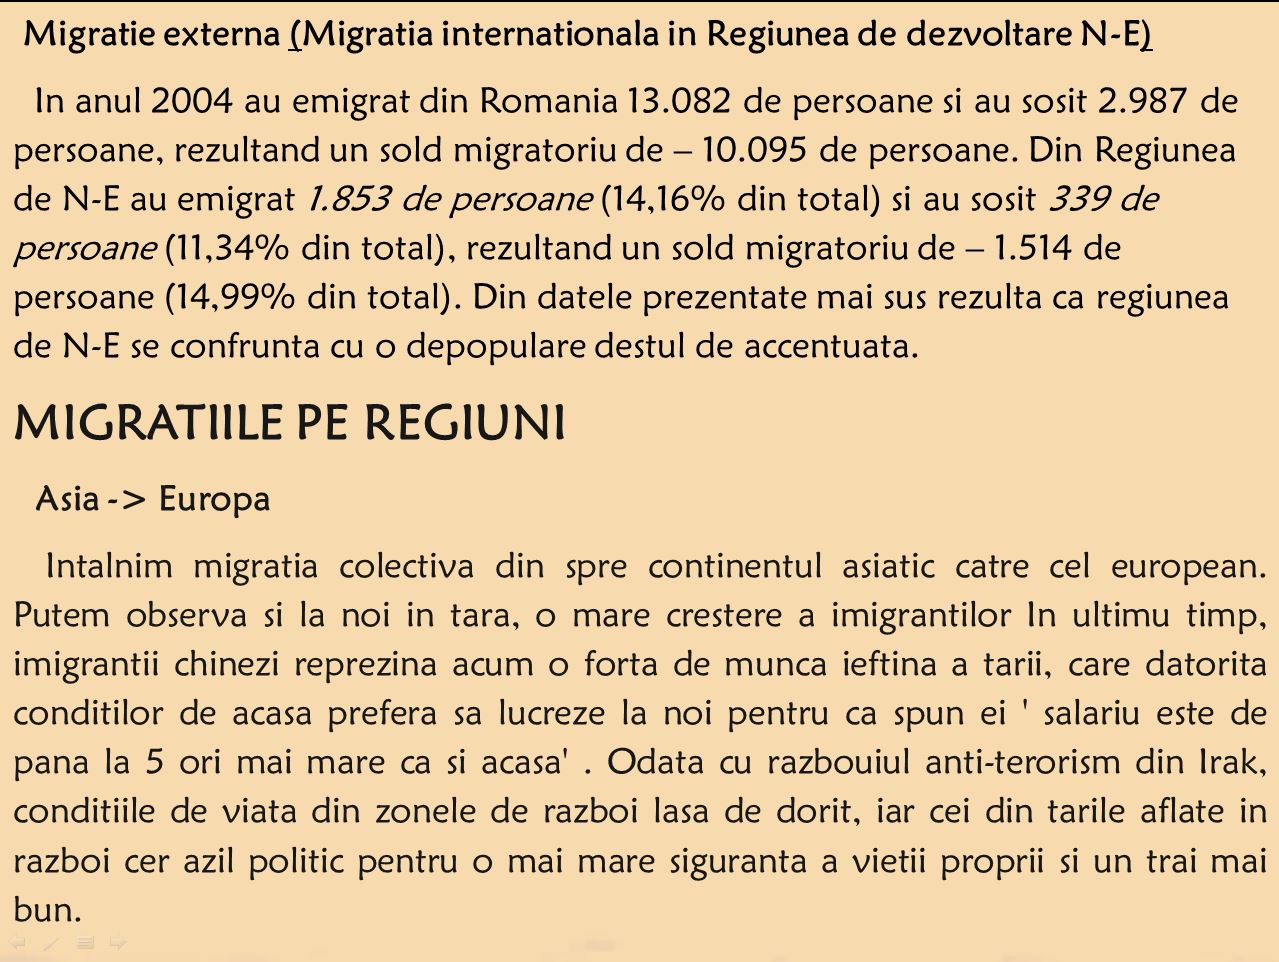 Migratie externa (Migratia internationala in Regiunea de dezvoltare N-E)
In anul 2004 au emigrat din Romania 13.082 de persoane si au sosit 2.987 de
persoane, rezultand un sold migratoriu de – 10.095 de persoane. Din Regiunea
de N-E au emigrat 1.853 de persoane (14,16% din total) si au sosit 339 de
persoane (11,34% din total), rezultand un sold migratoriu de – 1.514 de
persoane (14,99% din total). Din datele prezentate mai sus rezulta ca regiunea
de N-E se confrunta cu o depopulare destul de accentuata.
MIGRATIILE PE REGIUNI
Asia -> Europa
Intalnim migratia colectiva din spre continentul asiatic catre cel european.
Putem observa si la noi in tara, o mare crestere a imigrantilor In ultimu timp,
imigrantii chinezi reprezina acum o forta de munca ieftina a tarii, care datorita
conditilor de acasa prefera sa lucreze la noi pentru ca spun ei ' salariu este de
pana la 5 ori mai mare ca si acasa' . Odata cu razbouiul anti-terorism din Irak,
conditiile de viata din zonele de razboi lasa de dorit, iar cei din tarile aflate in
razboi cer azil politic pentru o mai mare siguranta a vietii proprii si un trai mai
bun.